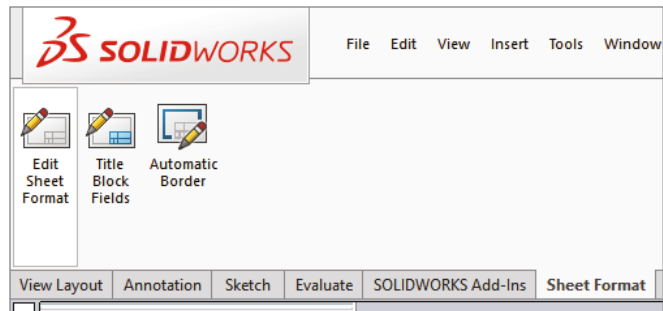 SOLIDWORKS File Edit View Insert Tools Window
Edit Title Automatic
Sheet Block Border
Format Fields
View Layout Annotation Sketch Evaluate SOLIDWORKS Add-Ins Sheet Format